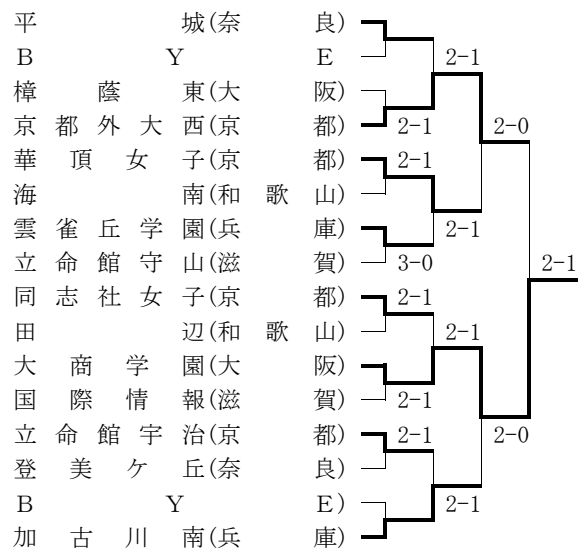 平城(奈良)
BYE 2-1
樟蔭東(大阪)
京都外大西(京都) 2-1 2-0
華頂女子(京都) 2-1
海南(和歌山)
雲雀丘学園(兵庫) 2-1
立命館守山(滋賀) 3-0 2-1
同志社女子(京都) 2-1
田辺(和歌山) 2-1
大商学園(大阪)
国際情報(滋賀) 2-1
立命館宇治(京都) 2-1 2-0
登美ケ丘(奈良)
BYE) 2-1
加古川南(兵庫)